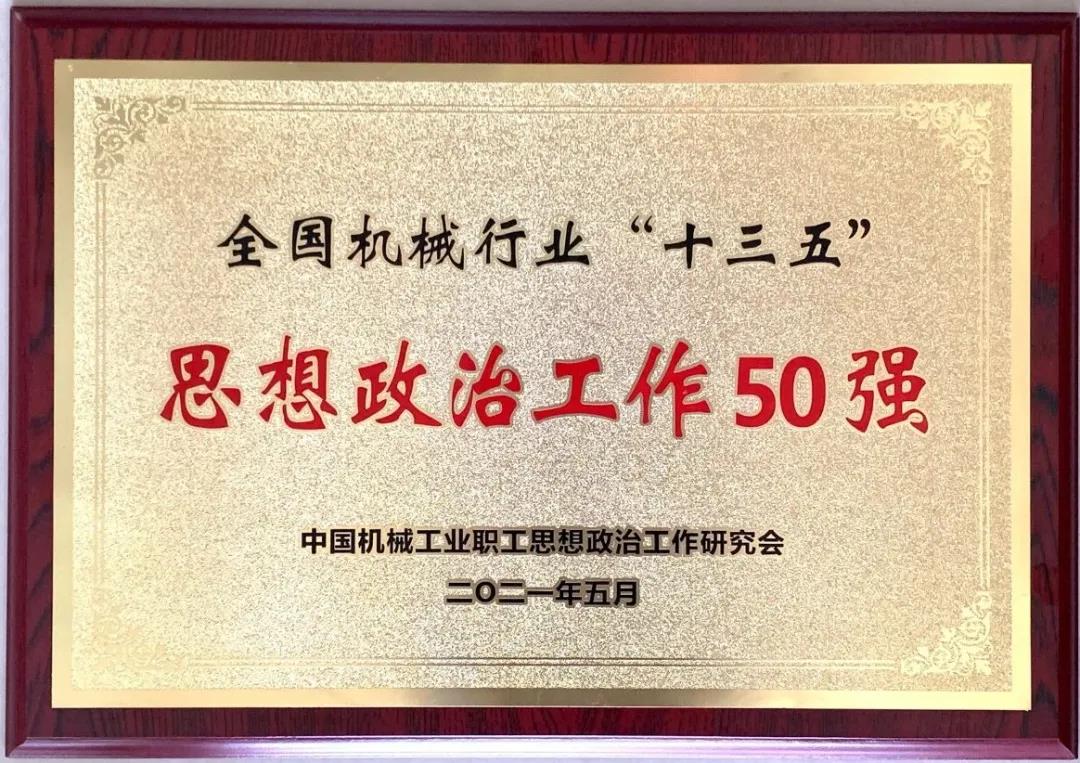 全国机械行业“十三五”
思想政治工作50强
中国机械工业职工思想政治工作研究会
二〇二一年五月